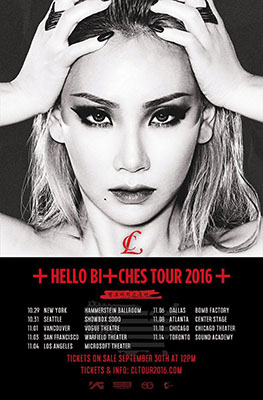 CL
+ HELLO BI+CHES TOUR 2016 +
10.29 NEW YORK HAMMERSTEIN BALLROOM
10.31 SEATTLE SHOWBOX SODO
11.01 VANCOUVER VOGUE THEATRE
11.03 SAN FRANCISCO WARFIELD THEATER
11.04 LOS ANGELES MICROSOFT THEATER
11.06 DALLAS BOMB FACTORY
11.08 ATLANTA CENTER STAGE
11.10 CHICAGO CHICAGO THEATER
11.14 TORONTO SOUND ACADEMY
TICKETS ON SALE SEPTEMBER 30TH AT 12PM
TICKETS & INFO: CLTOUR2016.COM